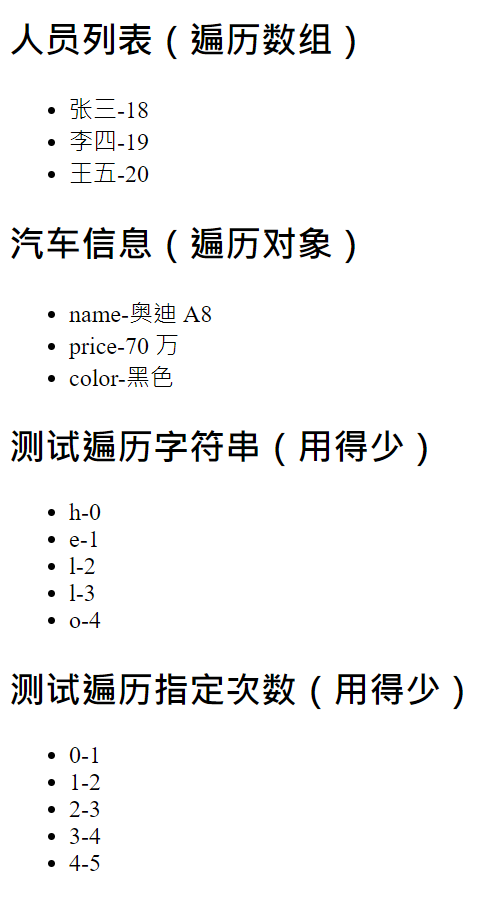 人员列表（遍历数组）
张三-18
李四-19
王五-20
汽车信息（遍历对象）
name-奥迪 A8
price-70 万
color-黑色
测试遍历字符串（用得少）
h-0
e-1
l-2
l-3
o-4
测试遍历指定次数（用得少）
0-1
1-2
2-3
3-4
4-5